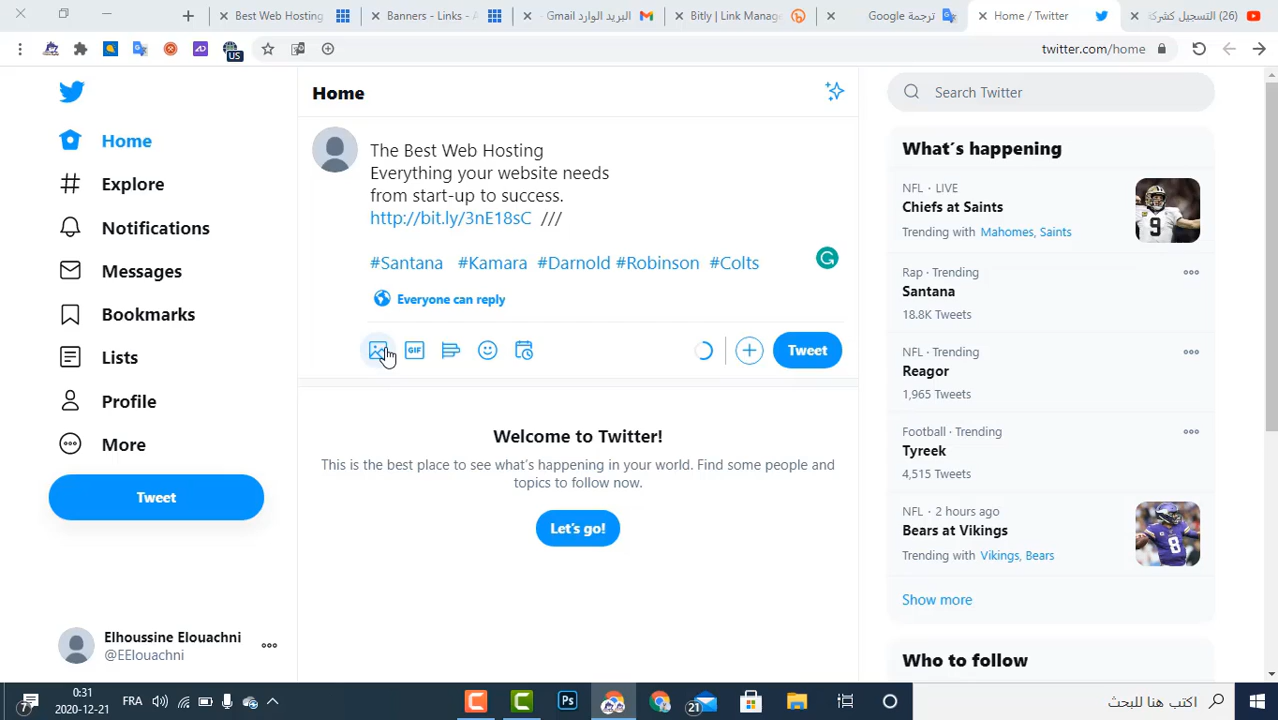 Best Web Hosting
Banners - Links - A
البريد الوارد Gmail -
Bitly | Link Manage
ترجمة Google
Home / Twitter
(26) التسجيل كشركة
US
twitter.com/home
Home
Explore
Notifications
Messages
Bookmarks
Lists
Profile
More
Tweet
Elhoussine Elouachni
@EElouachni
Home
The Best Web Hosting
Everything your website needs
from start-up to success.
http://bit.ly/3nE18sC ///
#Santana #Kamara #Darnold #Robinson #Colts
Everyone can reply
GIF
Tweet
Welcome to Twitter!
This is the best place to see what's happening in your world. Find some people and
topics to follow now.
Let's go!
Search Twitter
What's happening
NFL · LIVE
Chiefs at Saints
Trending with Mahomes, Saints
Rap · Trending
Santana
18.8K Tweets
NFL · Trending
Reagor
1,965 Tweets
Football · Trending
Tyreek
4,515 Tweets
NFL · 2 hours ago
Bears at Vikings
Trending with Vikings, Bears
Show more
Who to follow
7
0:31
2020-12-21
FRA
Ps
21
اكتب هنا للبحث